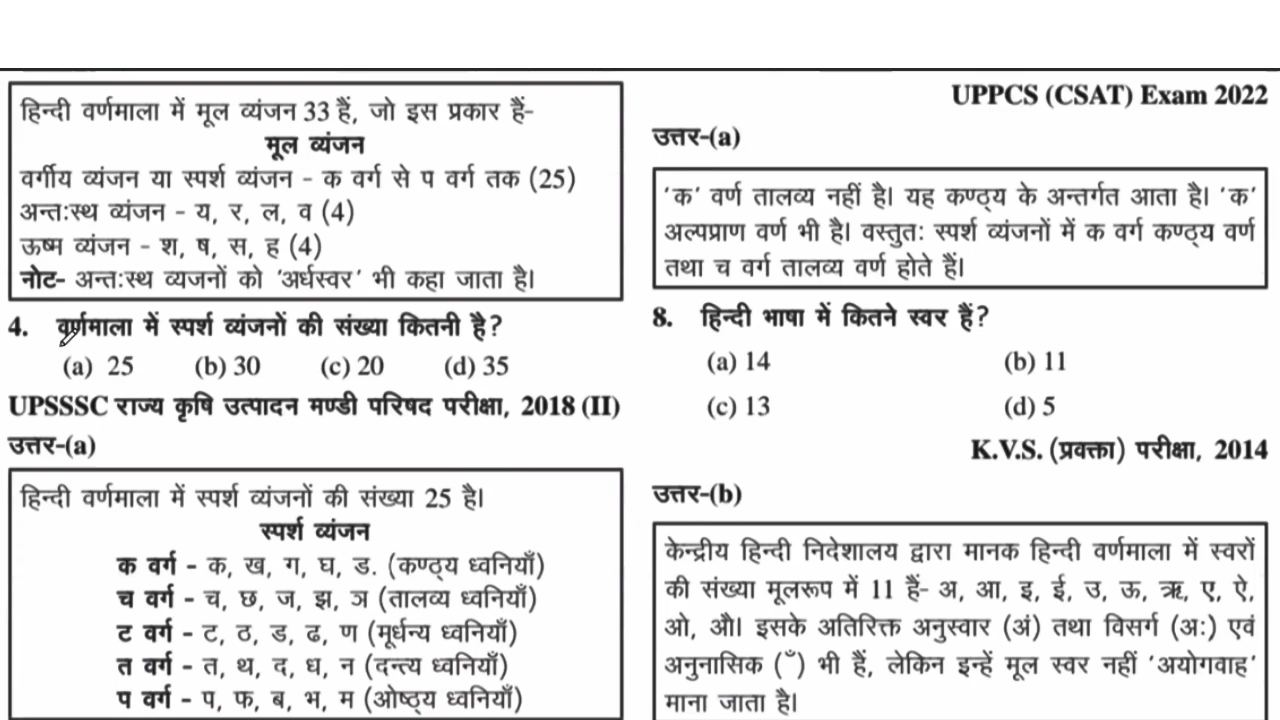 हिन्दी वर्णमाला में मूल व्यंजन 33 हैं, जो इस प्रकार हैं-
मूल व्यंजन
वर्गीय व्यंजन या स्पर्श व्यंजन - क वर्ग से प वर्ग तक (25)
अन्त:स्थ व्यंजन - य, र, ल, व (4)
ऊष्म व्यंजन - श, ष, स, ह (4)
नोट- अन्त:स्थ व्यजनों को 'अर्धस्वर' भी कहा जाता है।
4. वर्णमाला में स्पर्श व्यंजनों की संख्या कितनी है?
(a) 25 (b) 30 (c) 20 (d) 35
UPSSSC राज्य कृषि उत्पादन मण्डी परिषद परीक्षा, 2018 (II)
उत्तर-(a)
हिन्दी वर्णमाला में स्पर्श व्यंजनों की संख्या 25 है।
स्पर्श व्यंजन
क वर्ग - क, ख, ग, घ, ड. (कण्ठ्य ध्वनियाँ)
च वर्ग - च, छ, ज, झ, ञ (तालव्य ध्वनियाँ)
ट वर्ग - ट, ठ, ड, ढ, ण (मूर्धन्य ध्वनियाँ)
त वर्ग - त, थ, द, ध, न (दन्त्य ध्वनियाँ)
प वर्ग - प, फ, ब, भ, म (ओष्ठ्य ध्वनियाँ)
UPPCS (CSAT) Exam 2022
उत्तर-(a)
'क' वर्ण तालव्य नहीं है। यह कण्ठ्य के अन्तर्गत आता है। 'क'
अल्पप्राण वर्ण भी है। वस्तुत: स्पर्श व्यंजनों में क वर्ग कण्ठ्य वर्ण
तथा च वर्ग तालव्य वर्ण होते हैं।
8. हिन्दी भाषा में कितने स्वर हैं?
(a) 14 (b) 11
(c) 13 (d) 5
K.V.S. (प्रवक्ता) परीक्षा, 2014
उत्तर-(b)
केन्द्रीय हिन्दी निदेशालय द्वारा मानक हिन्दी वर्णमाला में स्वरों
की संख्या मूलरूप में 11 हैं- अ, आ, इ, ई, उ, ऊ, ऋ, ए, ऐ,
ओ, औ। इसके अतिरिक्त अनुस्वार (अं) तथा विसर्ग (अ:) एवं
अनुनासिक (ँ) भी हैं, लेकिन इन्हें मूल स्वर नहीं 'अयोगवाह'
माना जाता है।